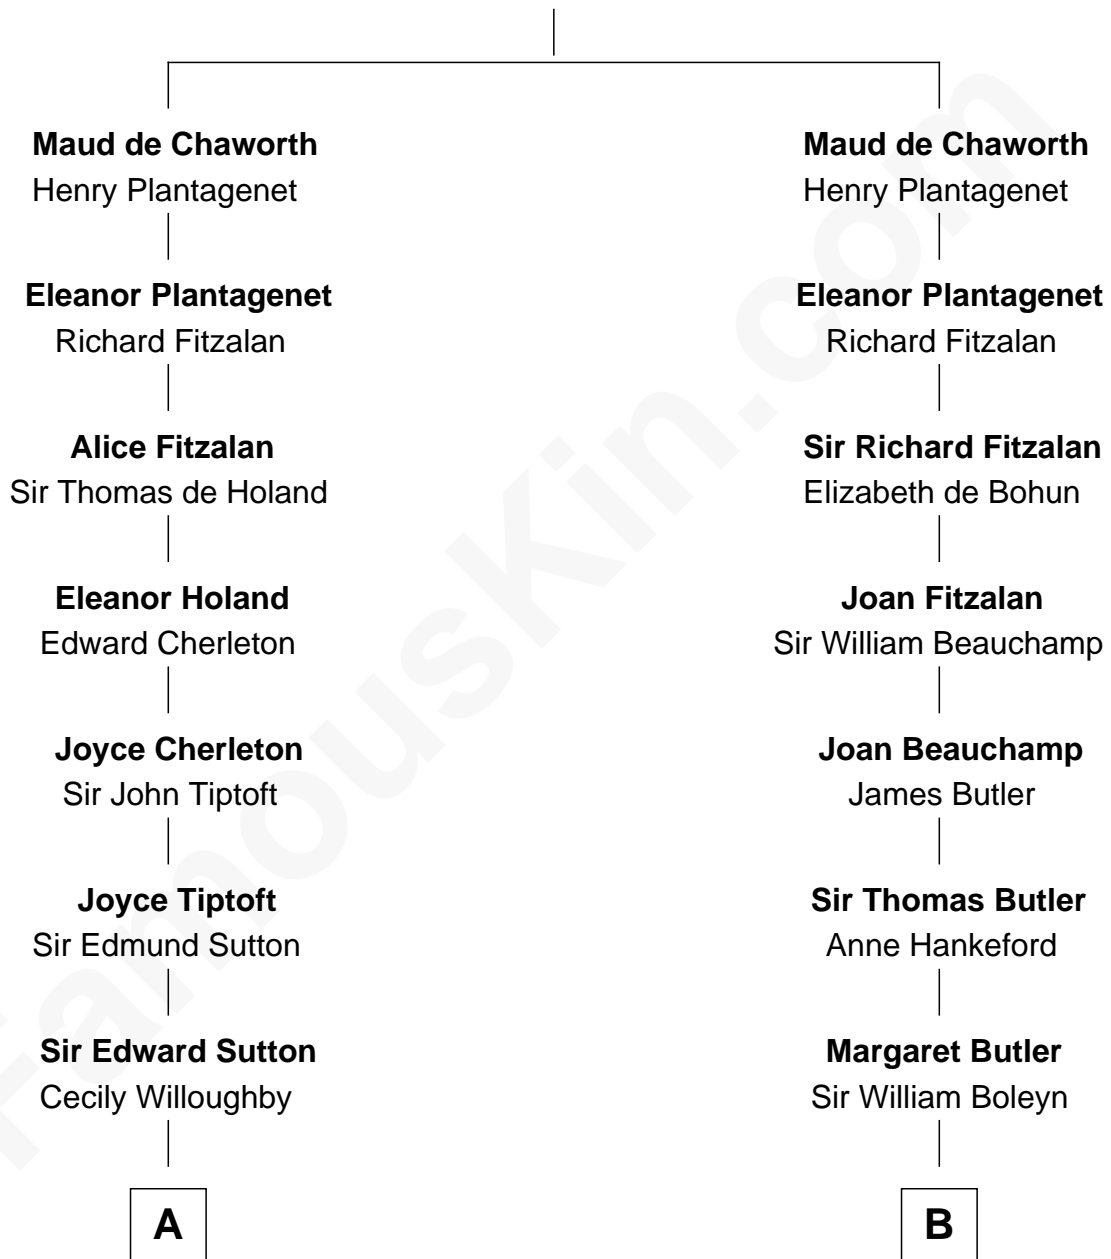 Maud de Chaworth
Henry Plantagenet
Eleanor Plantagenet
Richard Fitzalan
Alice Fitzalan
Sir Thomas de Holand
Eleanor Holand
Edward Cherleton
Joyce Cherleton
Sir John Tiptoft
Joyce Tiptoft
Sir Edmund Sutton
Sir Edward Sutton
Cecily Willoughby
A
Maud de Chaworth
Henry Plantagenet
Eleanor Plantagenet
Richard Fitzalan
Sir Richard Fitzalan
Elizabeth de Bohun
Joan Fitzalan
Sir William Beauchamp
Joan Beauchamp
James Butler
Sir Thomas Butler
Anne Hankeford
Margaret Butler
Sir William Boleyn
B
FamousKin.com